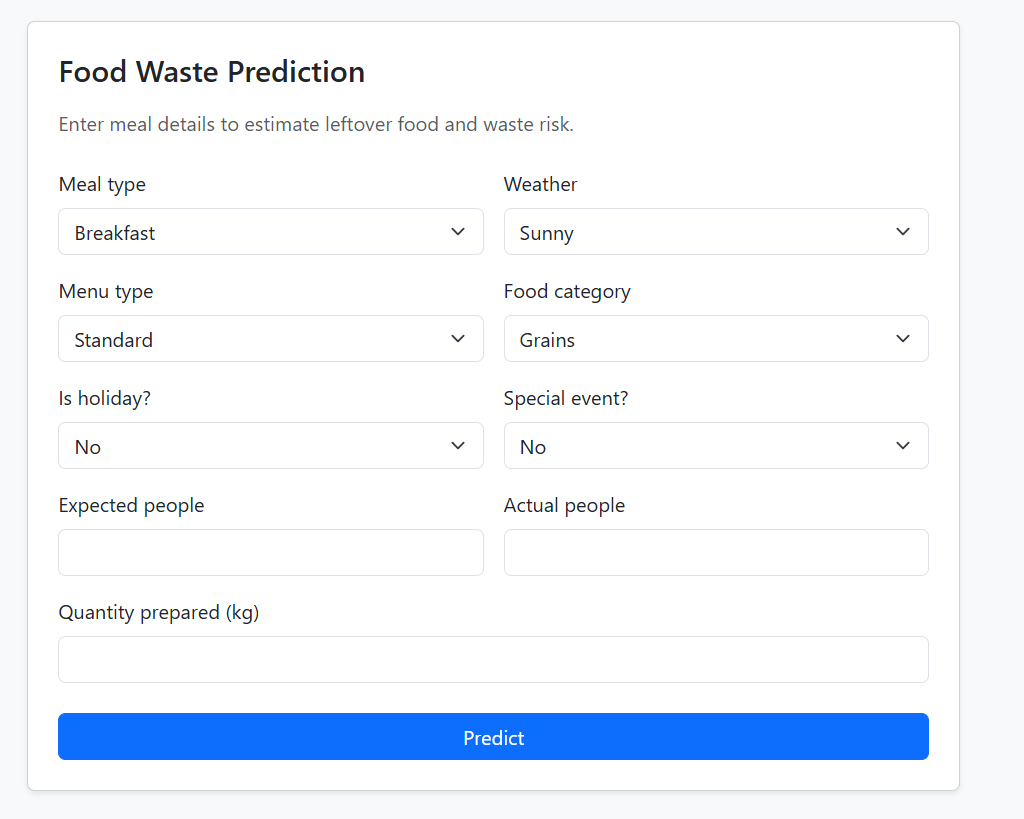 Food Waste Prediction
Enter meal details to estimate leftover food and waste risk.
Meal type
Weather
Breakfast
Sunny
Menu type
Food category
Standard
Grains
Is holiday?
Special event?
No
No
Expected people
Actual people
Quantity prepared (kg)
Predict